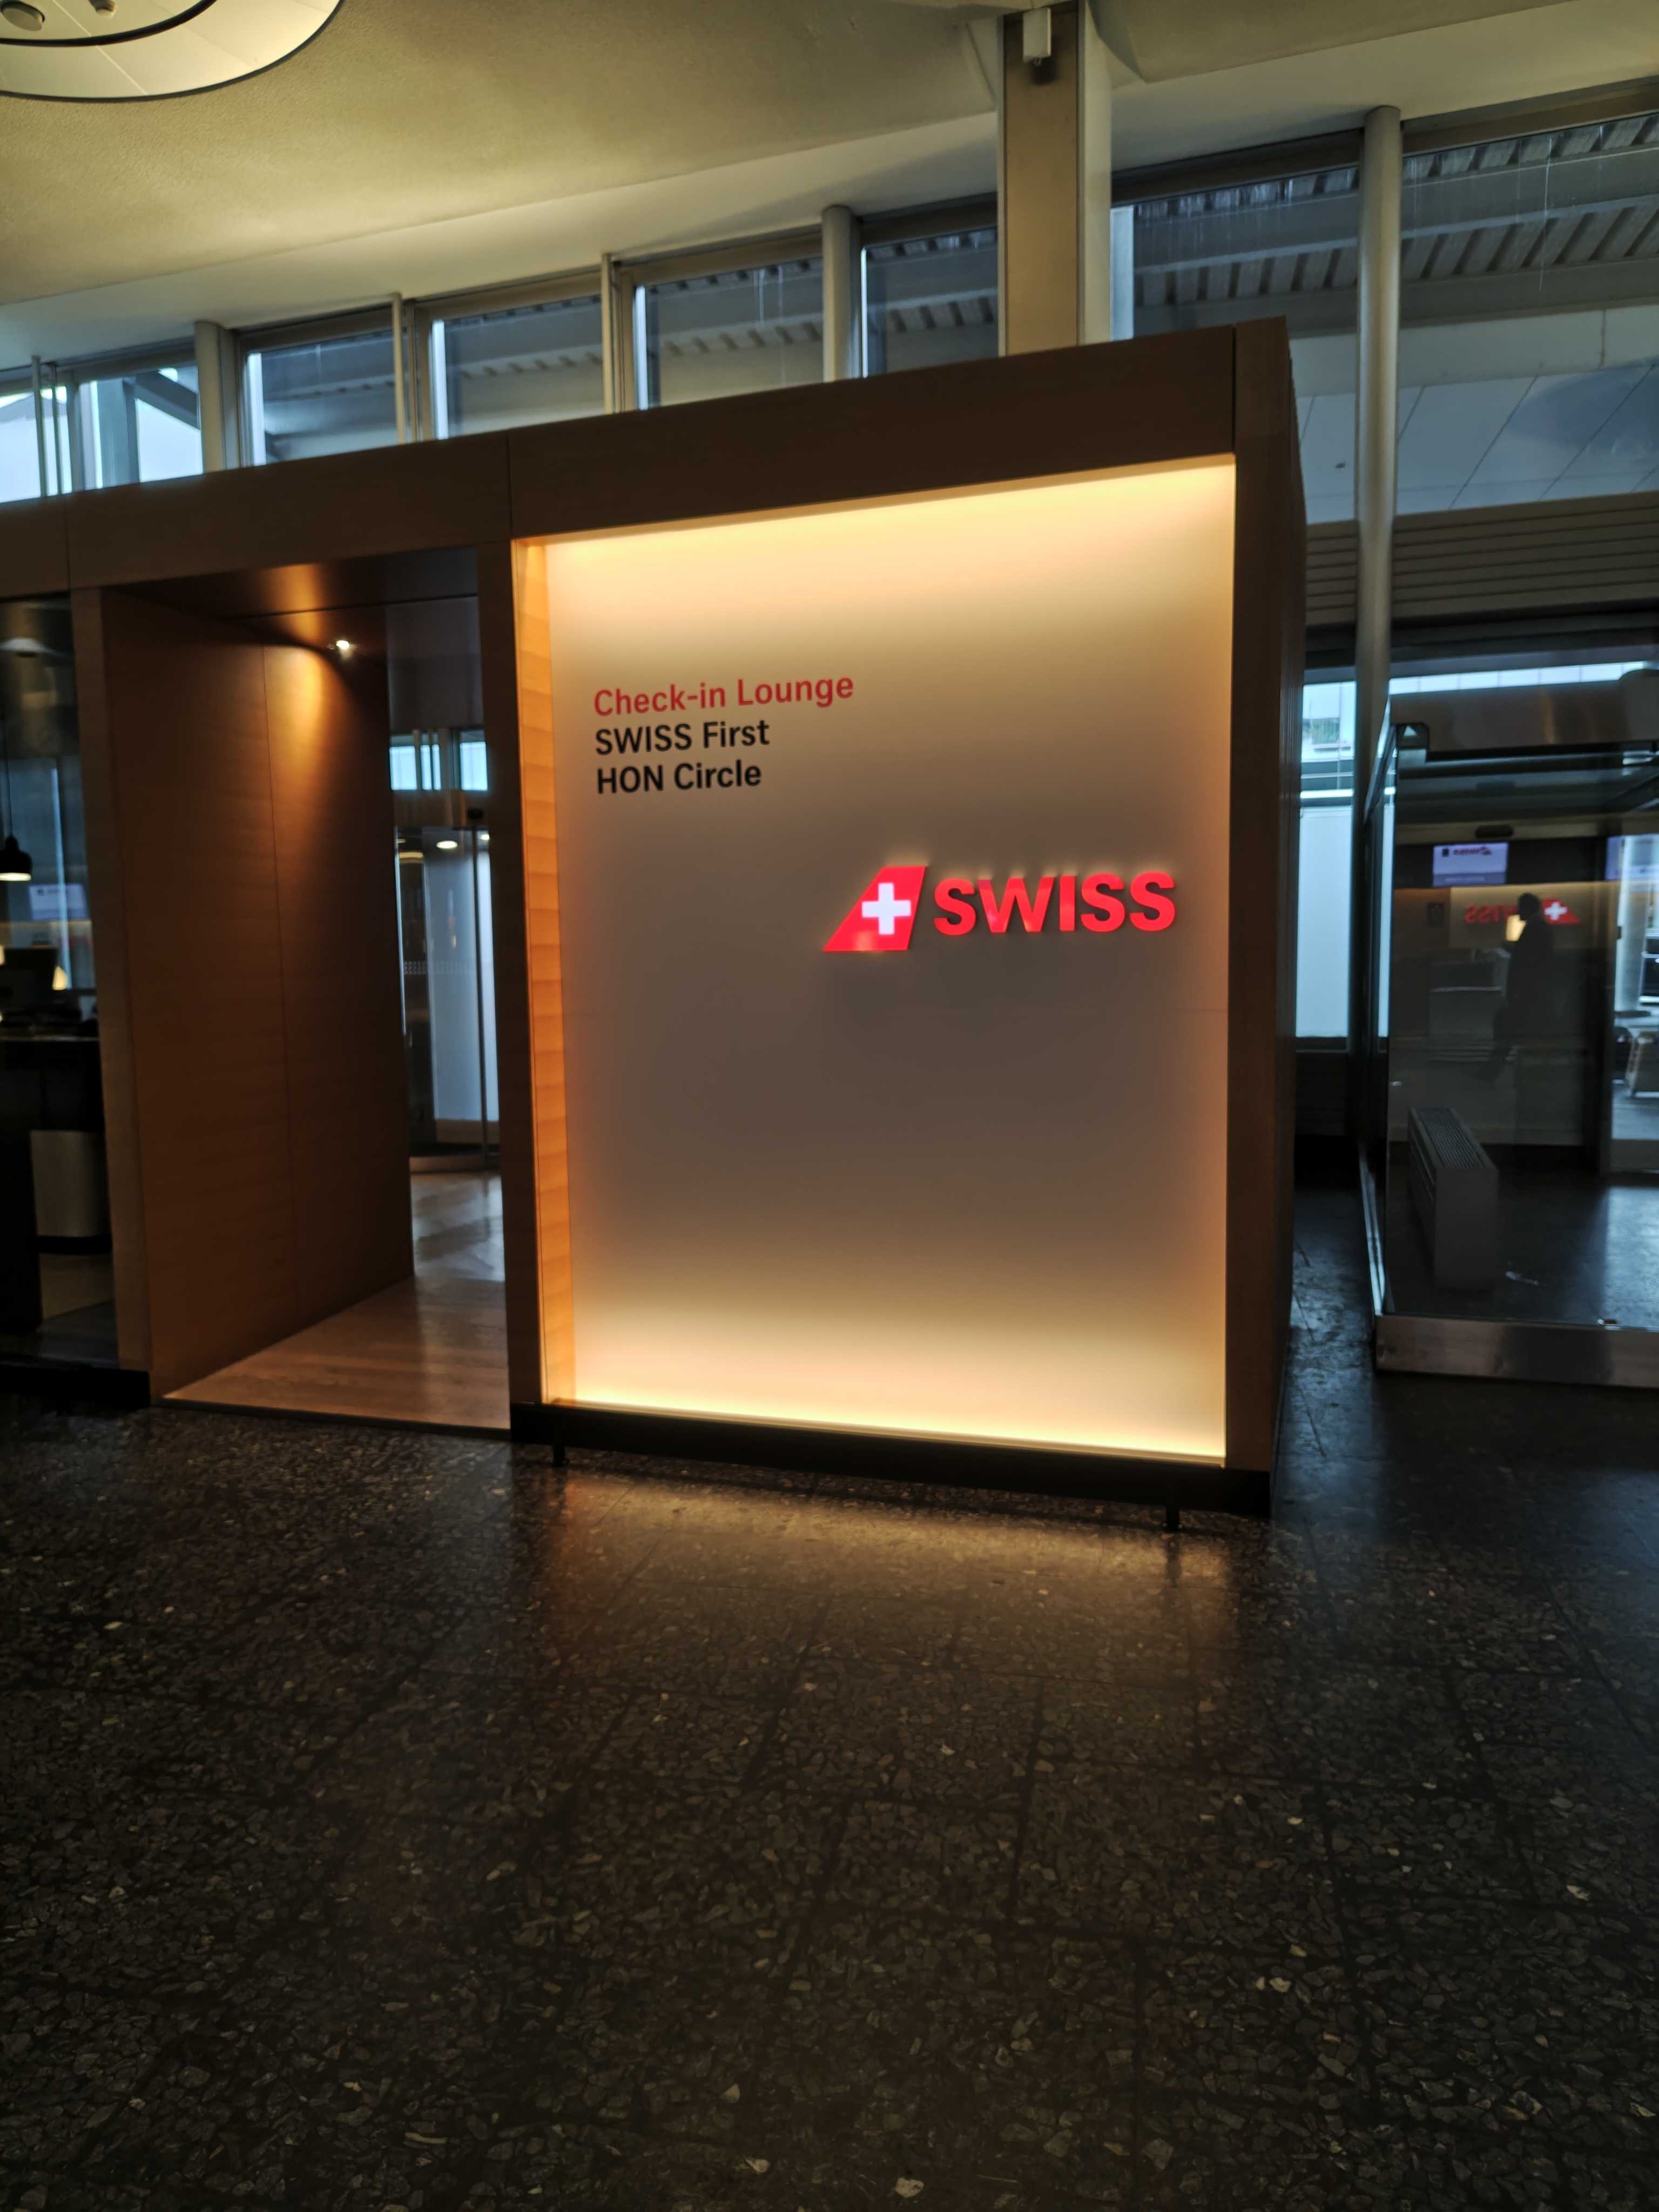 Check-in Lounge
SWISS First
HON Circle
SWISS